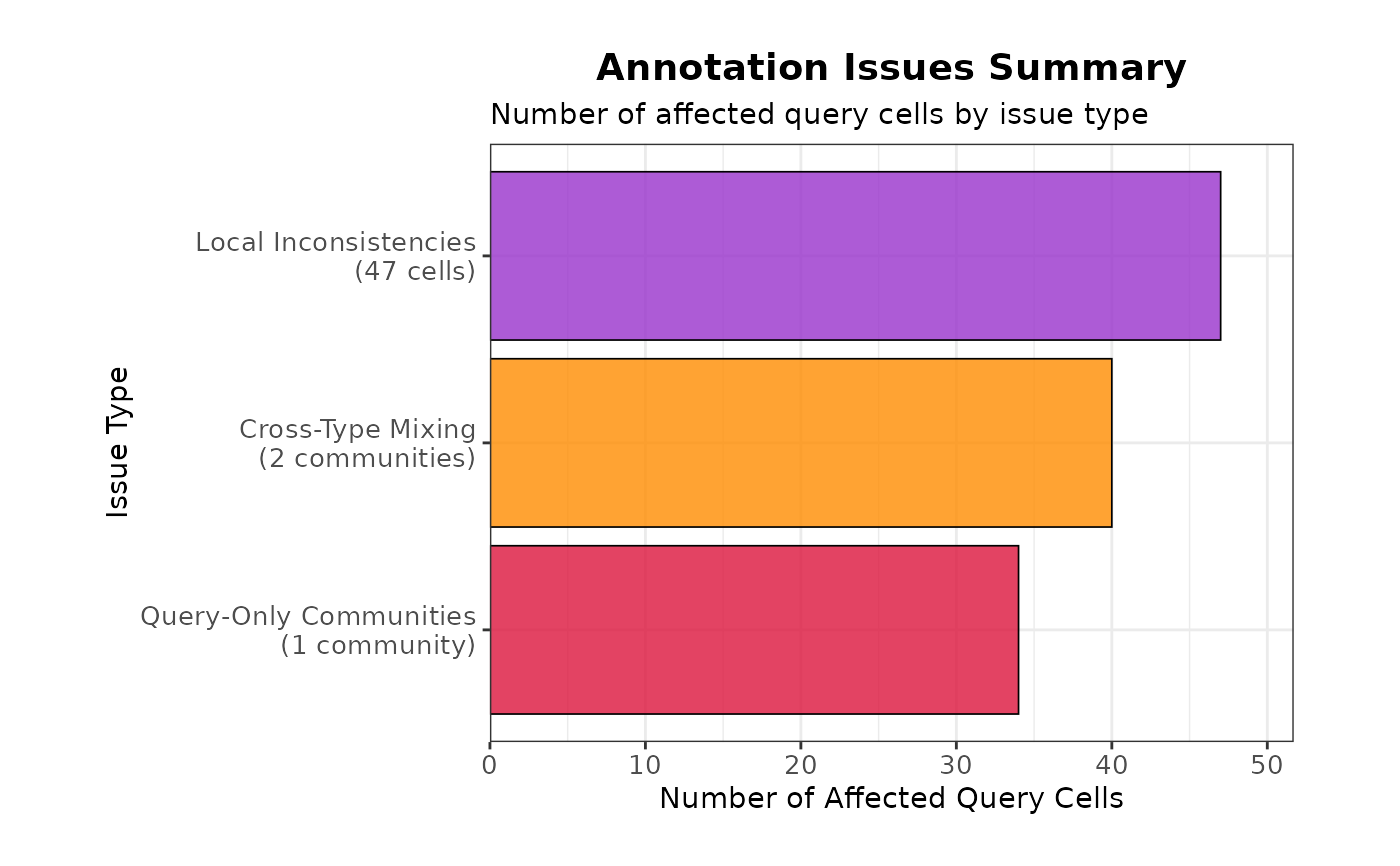 Annotation Issues Summary
Number of affected query cells by issue type
Local Inconsistencies
(47 cells)
Cross-Type Mixing
(2 communities)
Query-Only Communities
(1 community)
Issue Type
0 10 20 30 40 50
Number of Affected Query Cells